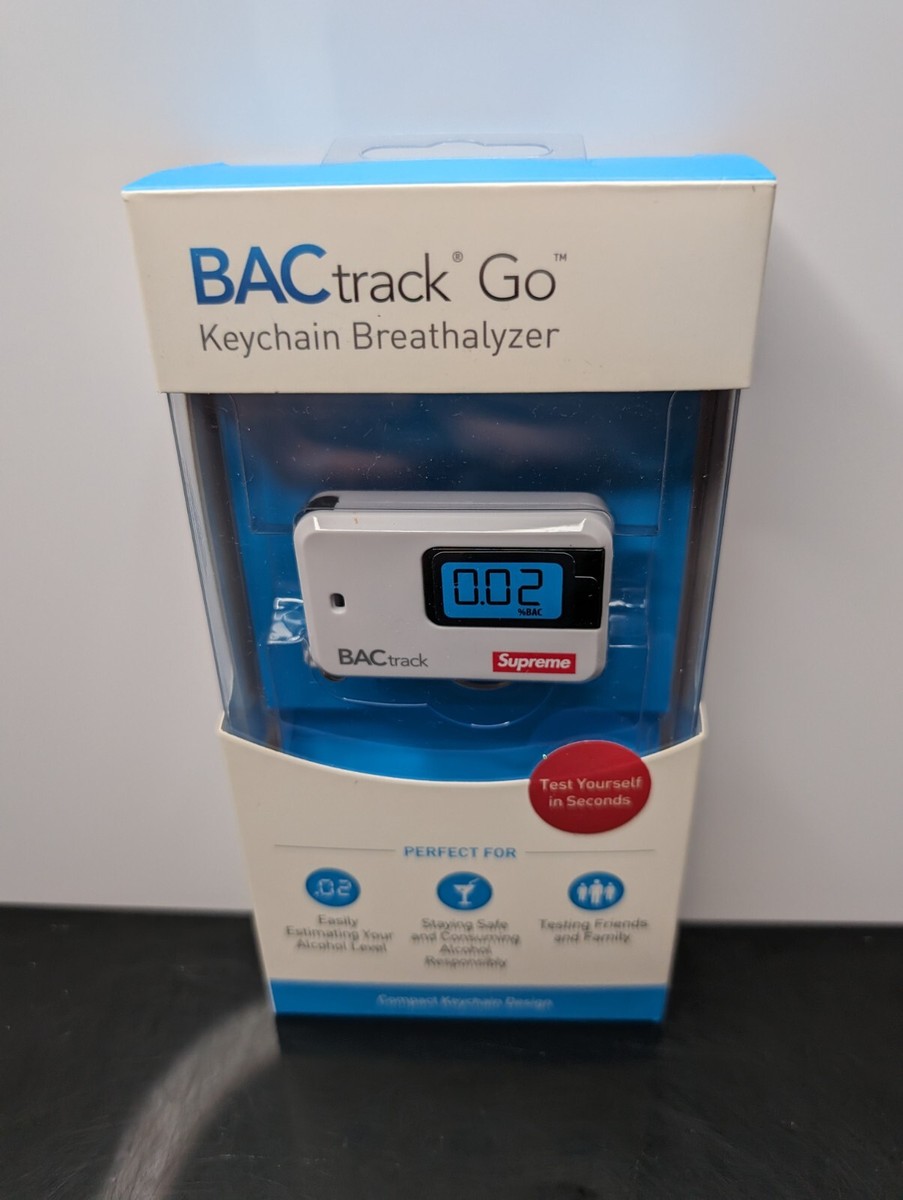 BACtrack® Go™
Keychain Breathalyzer
0.02
%BAC
BACtrack
Supreme
Test Yourself
in Seconds
PERFECT FOR
.02
Easily
Estimating Your
Alcohol Level
Staying Safe
and Consuming
Alcohol
Responsibly
Testing Friends
and Family
Compact Keychain Design